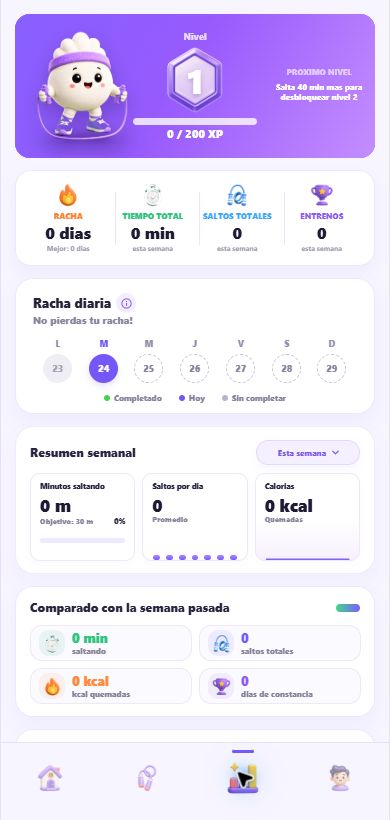 Nivel
1
0 / 200 XP
PROXIMO NIVEL
Salta 40 min mas para
desbloquear nivel 2
RACHA
0 dias
Mejor: 0 dias
TIEMPO TOTAL
0 min
esta semana
SALTOS TOTALES
0
esta semana
ENTRENOS
0
esta semana
Racha diaria
No pierdas tu racha!
L M M J V S D
23 24 25 26 27 28 29
Completado Hoy Sin completar
Resumen semanal
Esta semana
Minutos saltando
0 m
Objetivo: 30 m 0%
Saltos por dia
0
Promedio
Calorias
0 kcal
Quemadas
Comparado con la semana pasada
0 min
saltando
0
saltos totales
0 kcal
kcal quemadas
0
dias de constancia